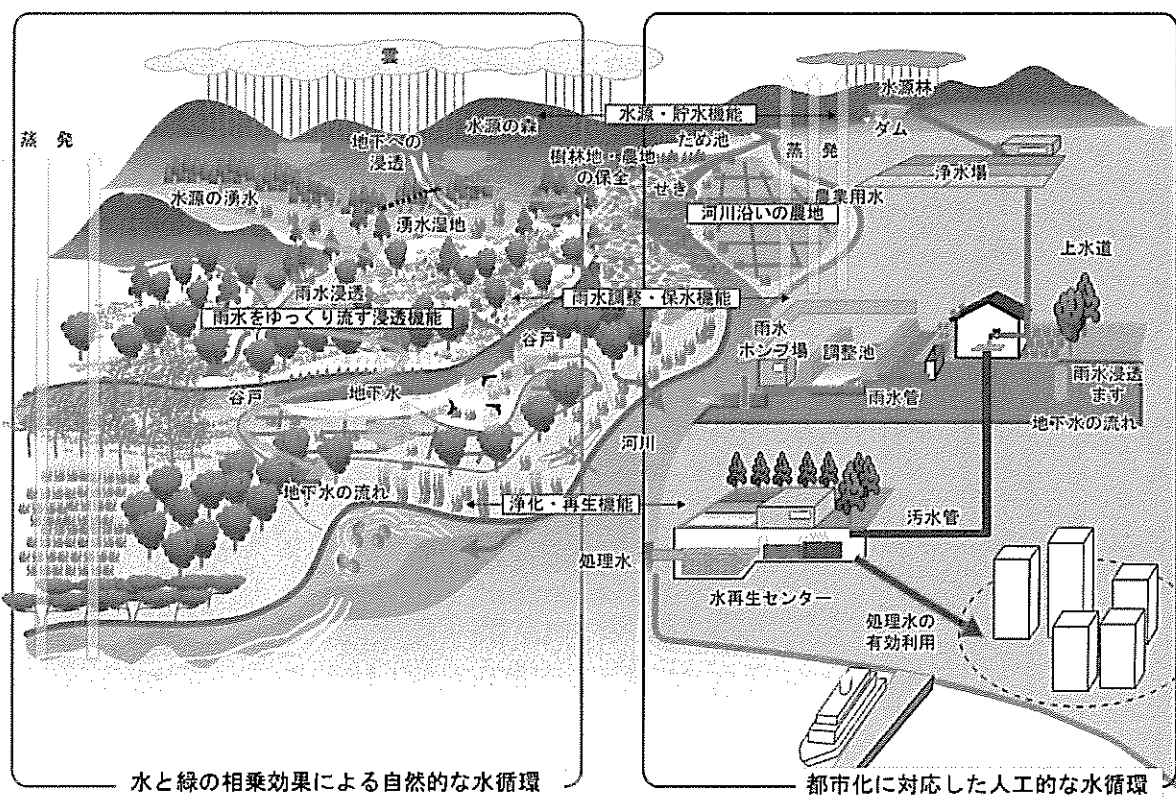 雲
蒸 発
水源の森
地下への
浸透
水源の湧水
湧水湿地
水源・貯水機能
ため池
樹林地・農地
の保全
せき
蒸 発
水源林
ダム
浄水場
農業用水
河川沿いの農地
上水道
雨水浸透
雨水をゆっくり流す浸透機能
雨水調整・保水機能
谷戸
谷戸
地下水
雨水
ポンプ場
調整池
雨水管
雨水浸透
ます
地下水の流れ
河川
地下水の流れ
浄化・再生機能
汚水管
処理水
水再生センター
処理水の
有効利用
水と緑の相乗効果による自然的な水循環
都市化に対応した人工的な水循環